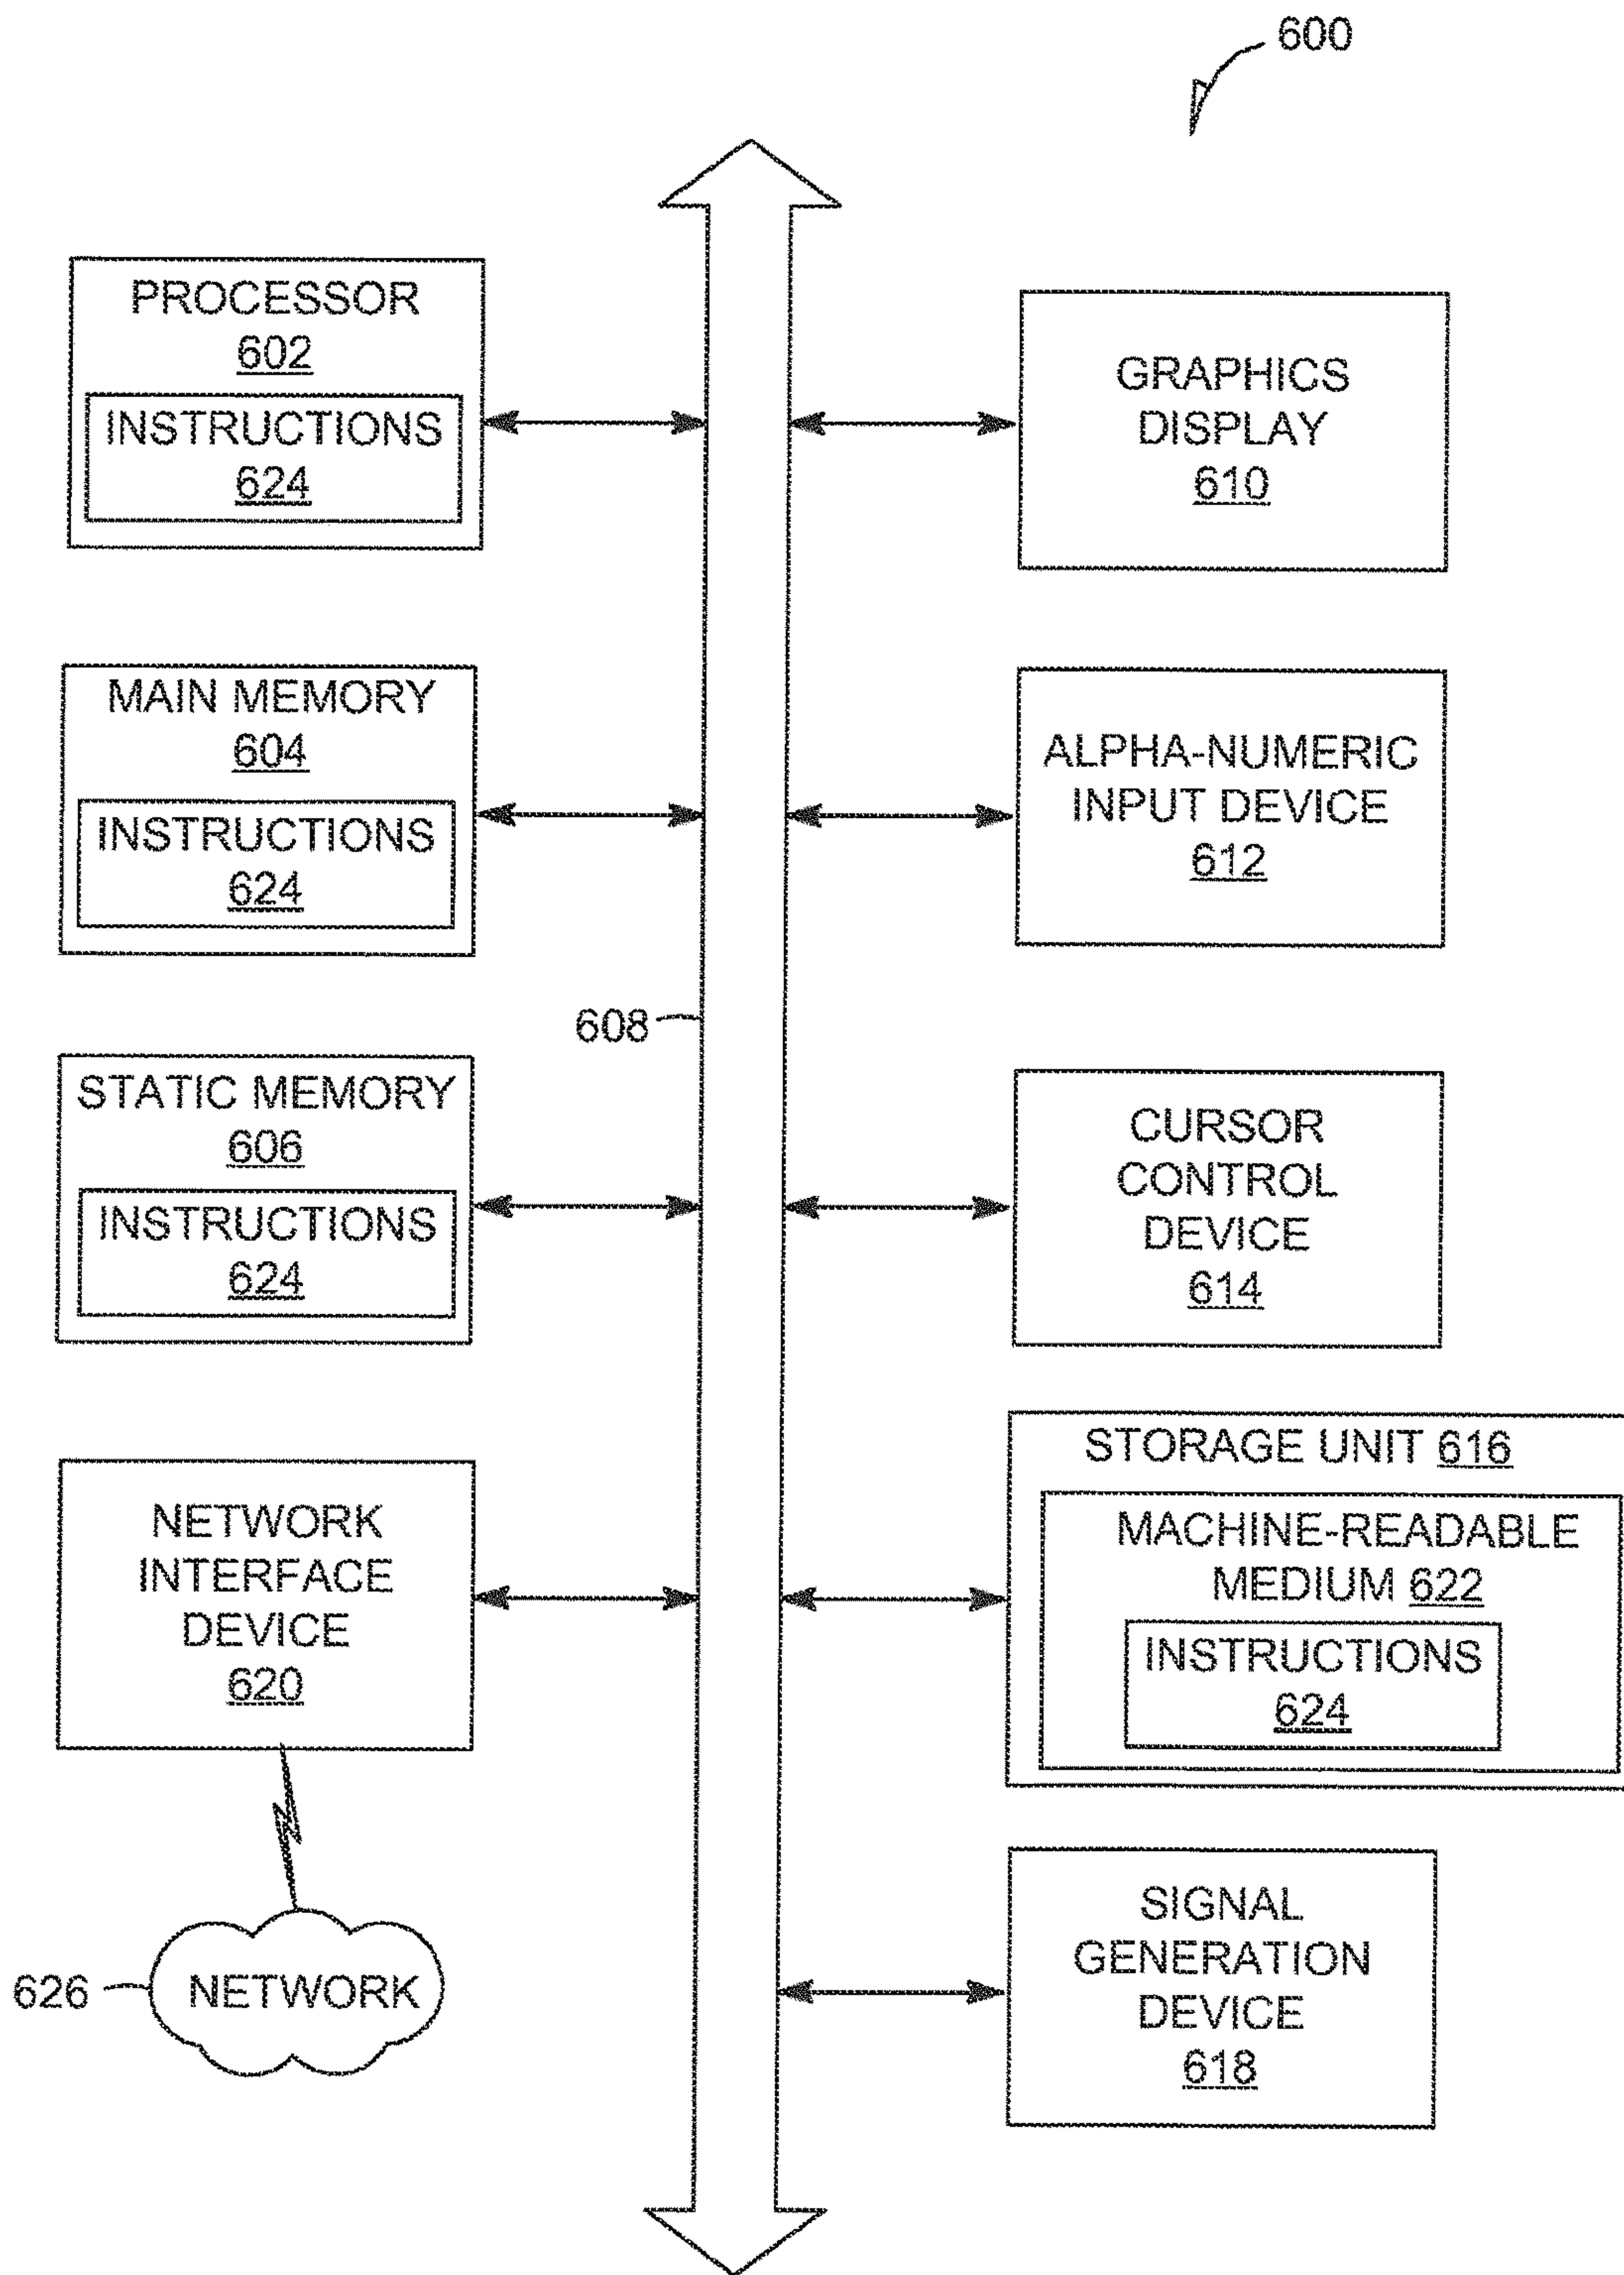 600
PROCESSOR
602
INSTRUCTIONS
624
MAIN MEMORY
604
INSTRUCTIONS
624
608
STATIC MEMORY
606
INSTRUCTIONS
624
NETWORK
INTERFACE
DEVICE
620
626
NETWORK
GRAPHICS
DISPLAY
610
ALPHA-NUMERIC
INPUT DEVICE
612
CURSOR
CONTROL
DEVICE
614
STORAGE UNIT 616
MACHINE-READABLE
MEDIUM 622
INSTRUCTIONS
624
SIGNAL
GENERATION
DEVICE
618